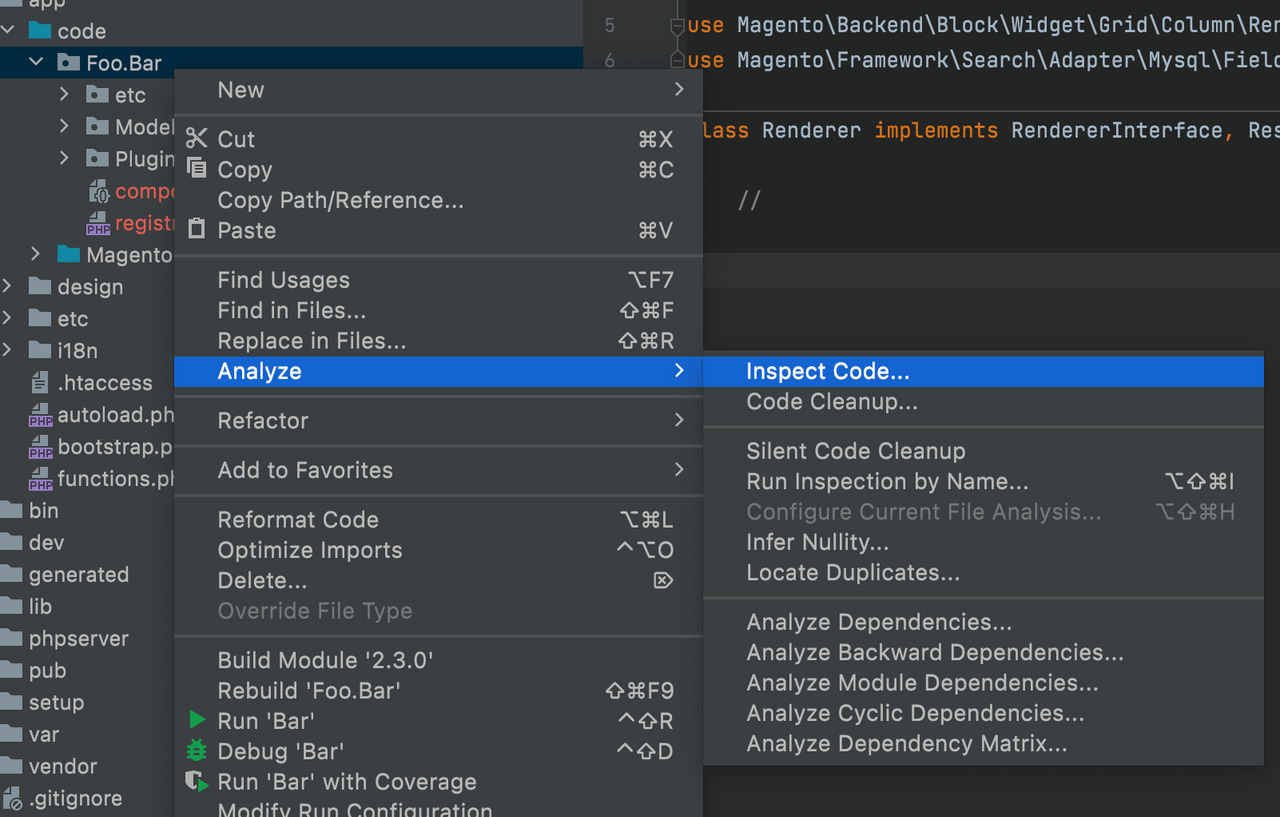 app
code
Foo.Bar
etc
Model
Plugin
compo
registr
Magento
design
etc
i18n
.htaccess
autoload.ph
bootstrap.p
functions.ph
bin
dev
generated
lib
phpserver
pub
setup
var
vendor
.gitignore
New
Cut ⌘X
Copy ⌘C
Copy Path/Reference...
Paste ⌘V
Find Usages ⌥F7
Find in Files... ⇧⌘F
Replace in Files... ⇧⌘R
Analyze
Refactor
Add to Favorites
Reformat Code ⌥⌘L
Optimize Imports ^⌥O
Delete... ⌦
Override File Type
Build Module '2.3.0'
Rebuild 'Foo.Bar' ⇧⌘F9
Run 'Bar' ^⇧R
Debug 'Bar' ^⇧D
Run 'Bar' with Coverage
Modify Run Configuration
5 use Magento\Backend\Block\Widget\Grid\Column\Ren
6 use Magento\Framework\Search\Adapter\Mysql\Field
lass Renderer implements RendererInterface, Res
//
Inspect Code...
Code Cleanup...
Silent Code Cleanup
Run Inspection by Name... ⌥⇧⌘I
Configure Current File Analysis... ⌥⇧⌘H
Infer Nullity...
Locate Duplicates...
Analyze Dependencies...
Analyze Backward Dependencies...
Analyze Module Dependencies...
Analyze Cyclic Dependencies...
Analyze Dependency Matrix...